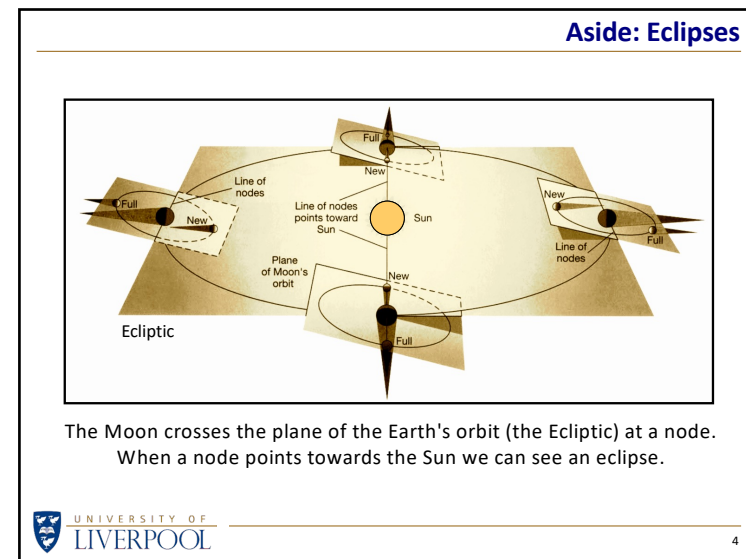 Aside: Eclipses
Full
New
Line of
nodes
Full
New
Line of nodes
points toward
Sun
Sun
New
Line of
nodes
Full
Plane
of Moon's
orbit
New
Full
Ecliptic
The Moon crosses the plane of the Earth's orbit (the Ecliptic) at a node.
When a node points towards the Sun we can see an eclipse.
UNIVERSITY OF
LIVERPOOL
4